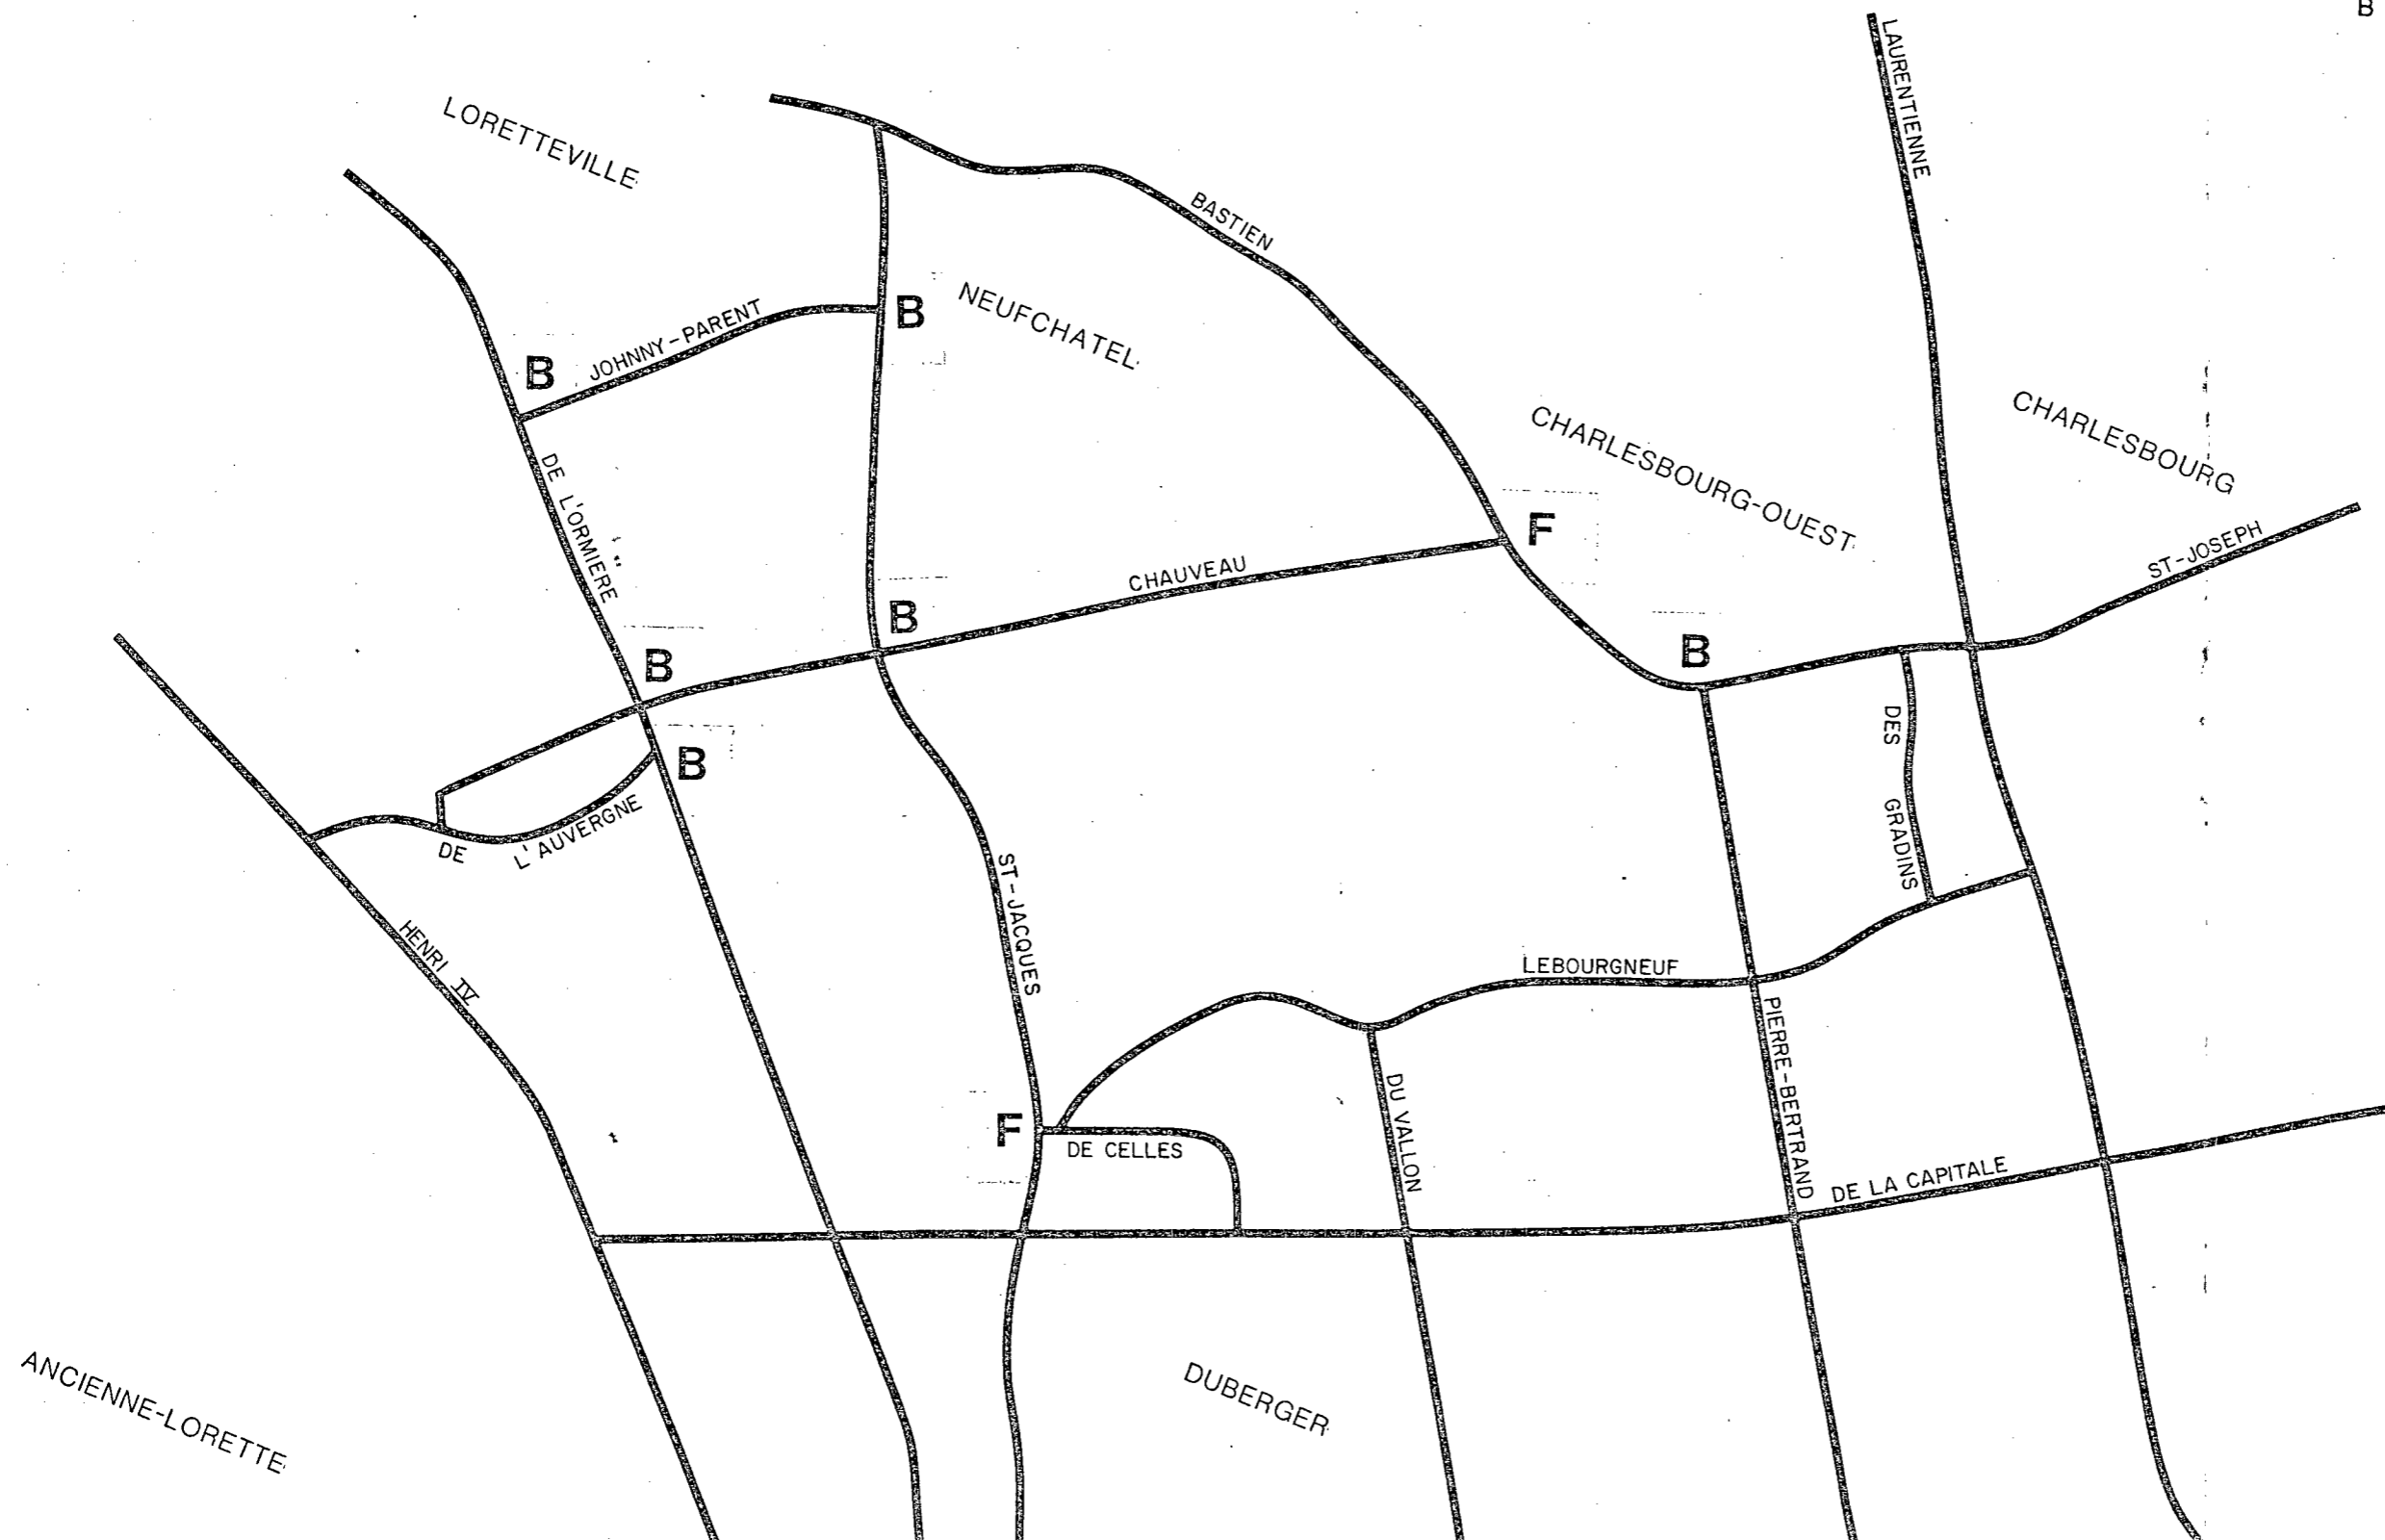 B
LAURENTIENNE
LORETTEVILLE
BASTIEN
NEUFCHATEL
B
JOHNNY-PARENT
B
CHARLESBOURG-OUEST
CHARLESBOURG
DE L'ORMIERE
F
ST-JOSEPH
CHAUVEAU
B
B
B
B
DES GRADINS
DE L'AUVERGNE
ST-JACQUES
HENRI IV
LEBOURGNEUF
PIERRE-BERTRAND
DU VALLON
F
DE CELLES
DE LA CAPITALE
ANCIENNE-LORETTE
DUBERGER